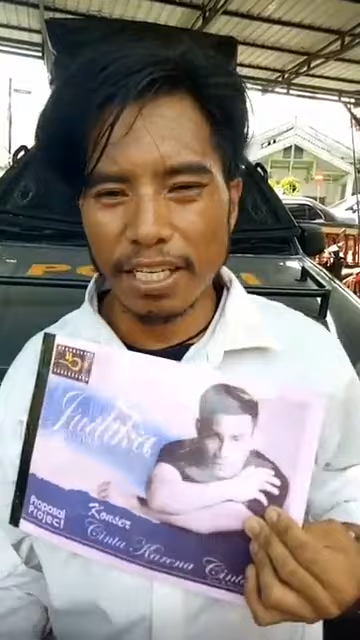 Judika
Konser
Cinta Karena Cinta
Proposal
Project